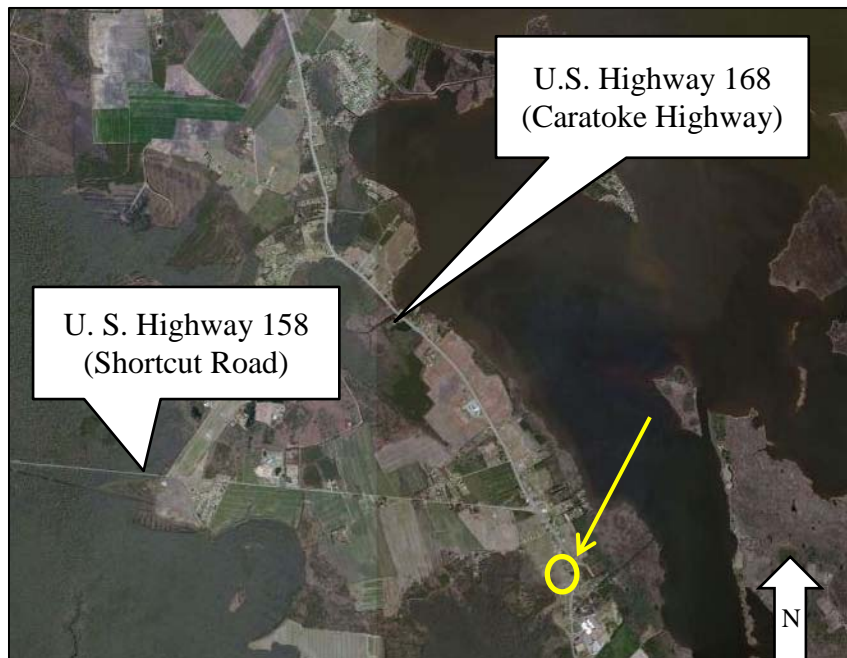 U.S. Highway 168
(Caratoke Highway)
U. S. Highway 158
(Shortcut Road)
N